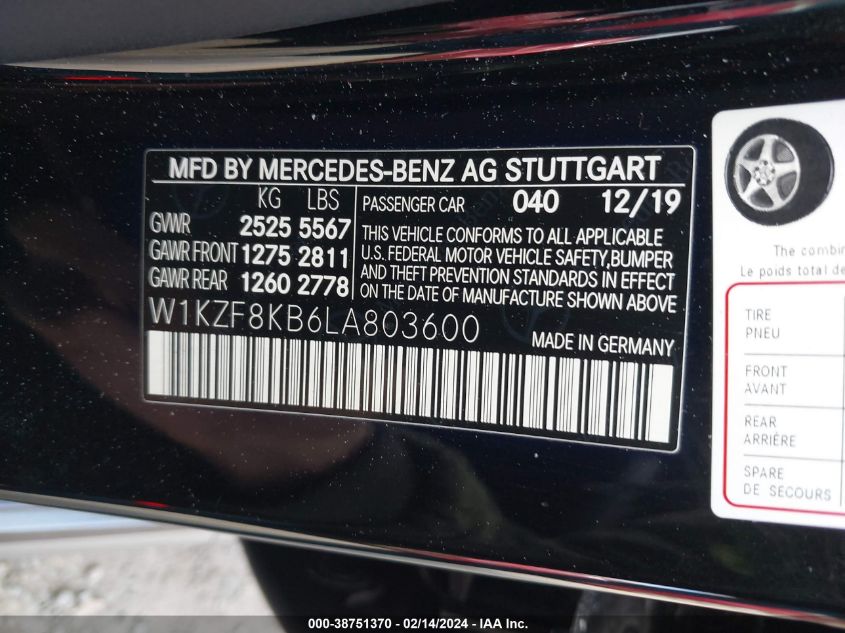 MFD BY MERCEDES-BENZ AG STUTTGART
KG LBS
GVWR 2525 5567
GAWR FRONT 1275 2811
GAWR REAR 1260 2778
PASSENGER CAR 040 12/19
THIS VEHICLE CONFORMS TO ALL APPLICABLE
U.S. FEDERAL MOTOR VEHICLE SAFETY,BUMPER
AND THEFT PREVENTION STANDARDS IN EFFECT
ON THE DATE OF MANUFACTURE SHOWN ABOVE
W1KZF8KB6LA803600
MADE IN GERMANY
The combin
Le poids total de
TIRE
PNEU
FRONT
AVANT
REAR
ARRIÉRE
SPARE
DE SECOURS
000-38751370 - 02/14/2024 - IAA Inc.